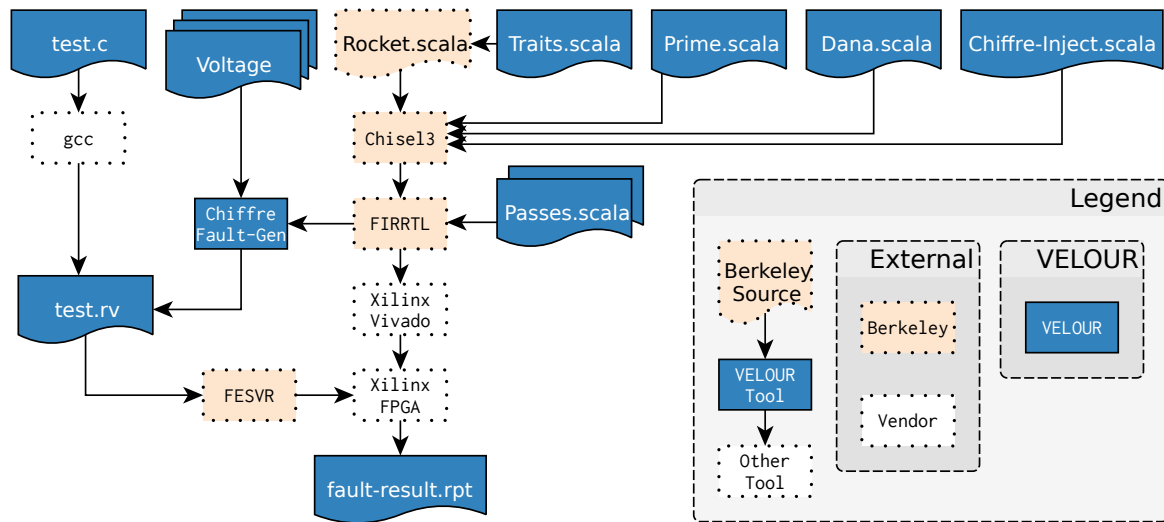 test.c
Voltage
Rocket.scala
Traits.scala
Prime.scala
Dana.scala
Chiffre-Inject.scala
gcc
Chisel3
Chiffre
Fault-Gen
FIRRTL
Passes.scala
test.rv
Xilinx
Vivado
FESVR
Xilinx
FPGA
fault-result.rpt
Legend
Berkeley
Source
VELOUR
Tool
Other
Tool
External
Berkeley
Vendor
VELOUR
VELOUR